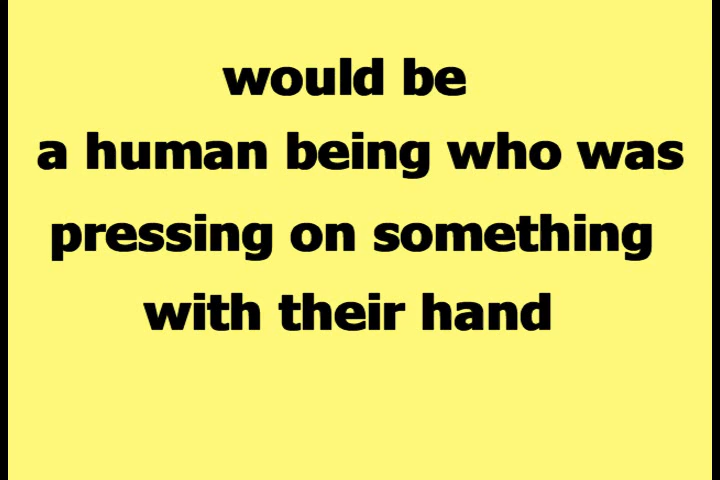 would be
a human being who was
pressing on something
with their hand